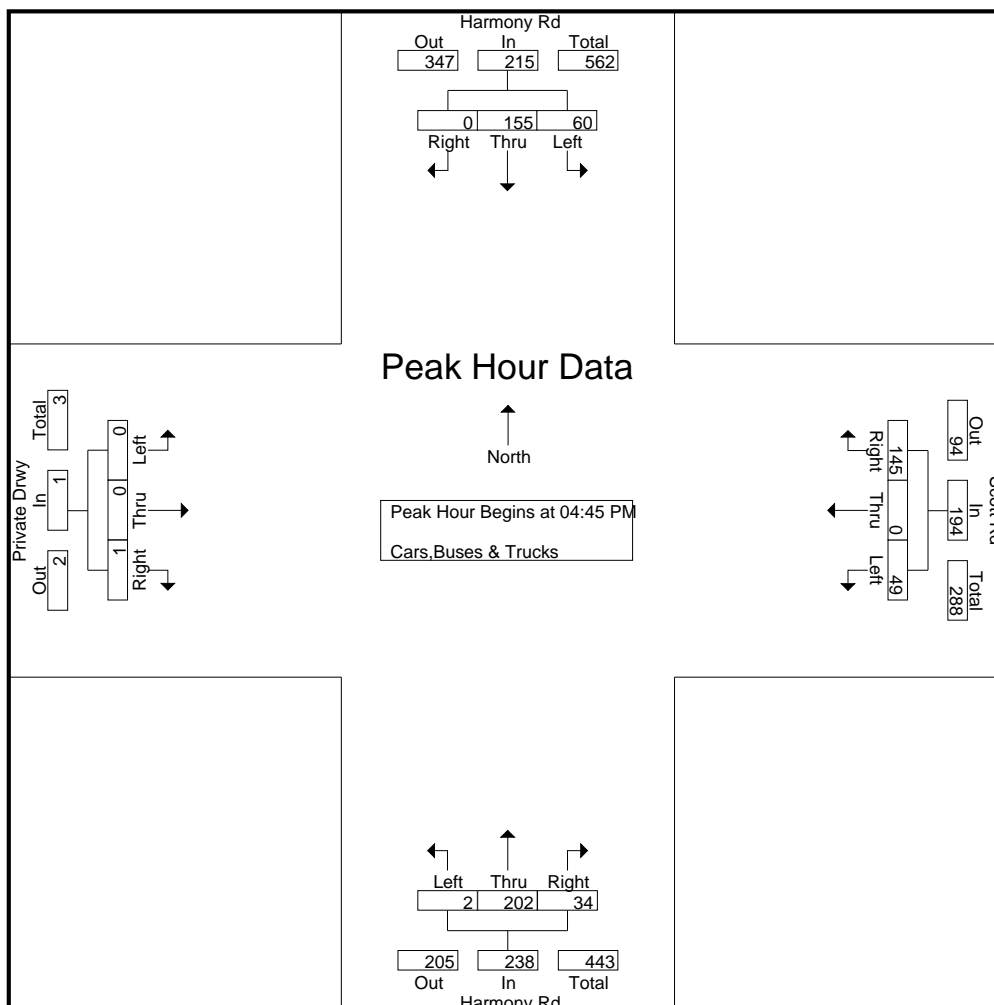 Harmony Rd
Out In Total
347 215 562
0 155 60
Right Thru Left
Peak Hour Data
North
Peak Hour Begins at 04:45 PM
Cars,Buses & Trucks
Private Drwy
Total In Out
3 1 2
0 0 1
Left Thru Right
Right Thru Left
145 0 49
94 194 288
Out In Total
Rd
Left Thru Right
2 202 34
205 238 443
Out In Total
Harmony Rd